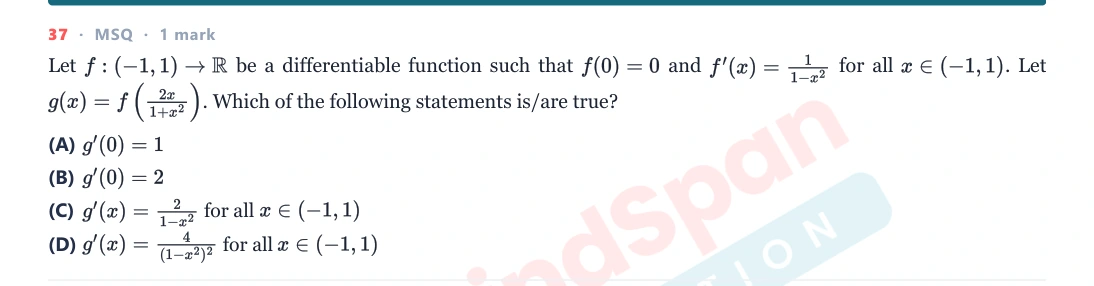 37 · MSQ · 1 mark
Let f : (−1, 1) → ℝ be a differentiable function such that f(0) = 0 and f′(x) = 1/(1−x²) for all x ∈ (−1, 1). Let
g(x) = f(2x/(1+x²)). Which of the following statements is/are true?
(A) g′(0) = 1
(B) g′(0) = 2
(C) g′(x) = 2/(1−x²) for all x ∈ (−1, 1)
(D) g′(x) = 4/(1−x²)² for all x ∈ (−1, 1)
indspan
TION